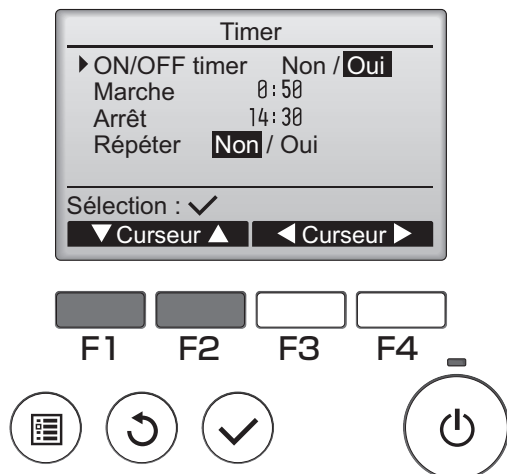 Timer
ON/OFF timer Non / Oui
Marche 0:50
Arrêt 14:30
Répéter Non / Oui
Sélection :
Curseur Curseur
F1 F2 F3 F4